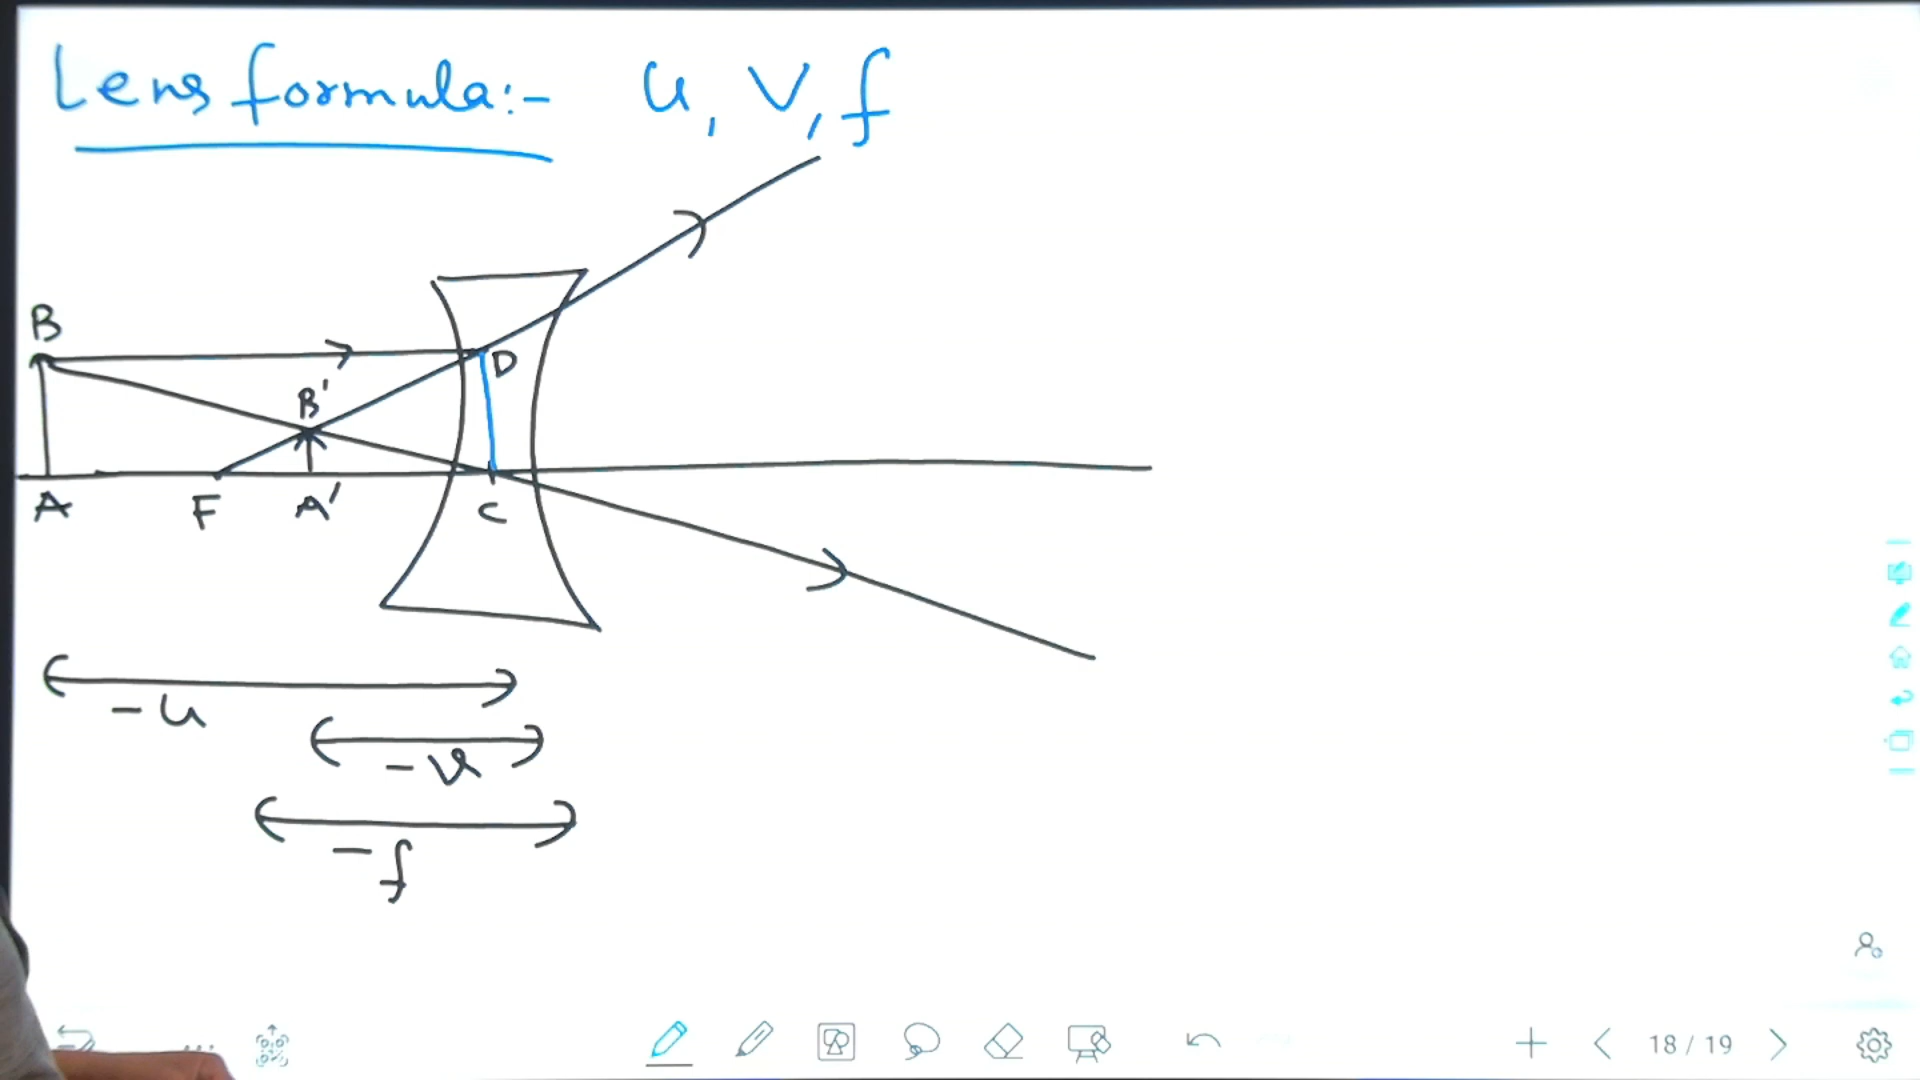 Lens formula:- u, v, f
B
D
B'
A F A' C
-u
-v
-f
18 / 19